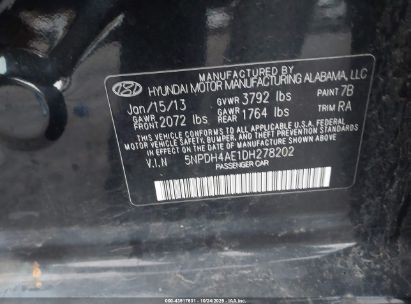 MANUFACTURED BY
HYUNDAI MOTOR MANUFACTURING ALABAMA, LLC
Jan/15/13 GVWR 3792 lbs PAINT 7B
GAWR FRONT 2072 lbs GAWR REAR 1764 lbs TRIM RA
THIS VEHICLE CONFORMS TO ALL APPLICABLE U.S.A FEDERAL
MOTOR VEHICLE SAFETY, BUMPER, AND THEFT PREVENTION
STANDARDS IN EFFECT ON THE DATE OF MANUFACTURE SHOWN ABOVE
V.I.N 5NPDH4AE1DH278202
PASSENGER CAR